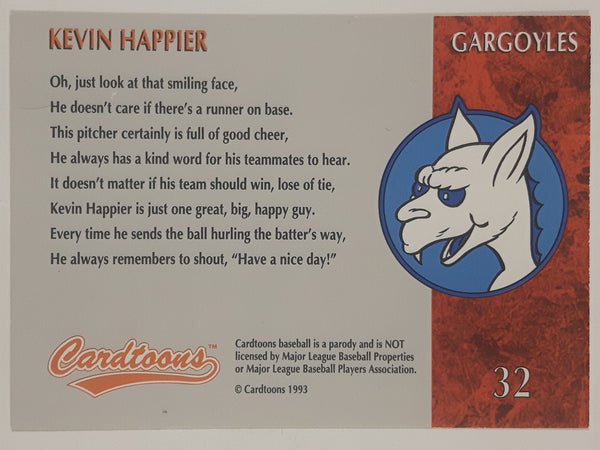 KEVIN HAPPIER
GARGOYLES
Oh, just look at that smiling face,
He doesn't care if there's a runner on base.
This pitcher certainly is full of good cheer,
He always has a kind word for his teammates to hear.
It doesn't matter if his team should win, lose of tie,
Kevin Happier is just one great, big, happy guy.
Every time he sends the ball hurling the batter's way,
He always remembers to shout, "Have a nice day!"
Cardtoons™
Cardtoons baseball is a parody and is NOT
licensed by Major League Baseball Properties
or Major League Baseball Players Association.
© Cardtoons 1993
32